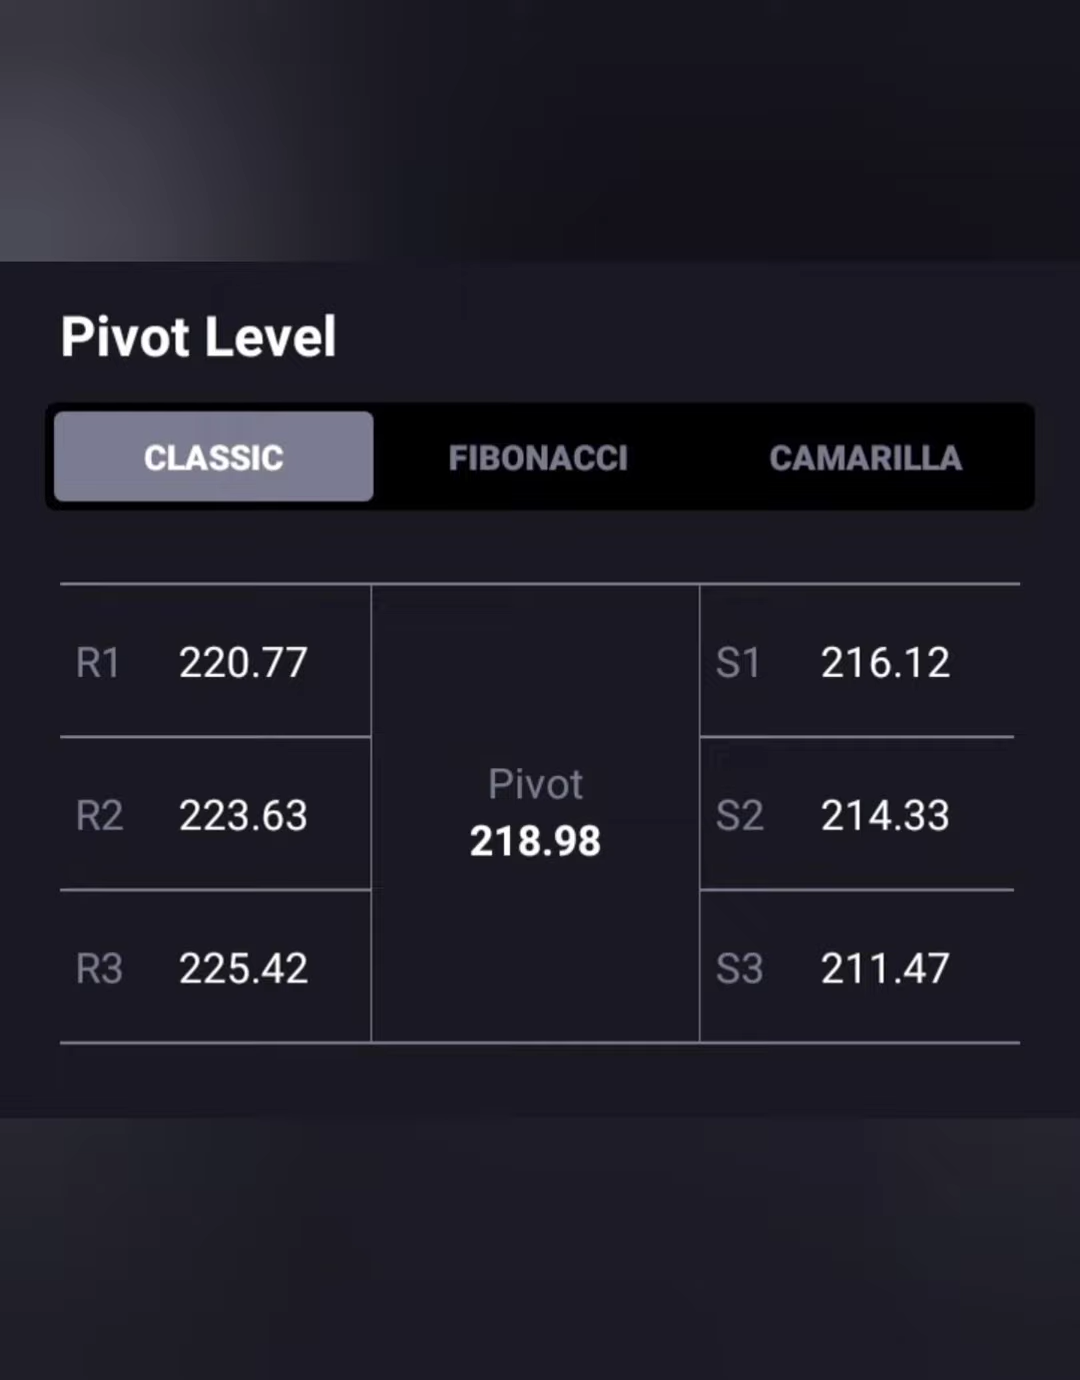 Pivot Level
CLASSIC FIBONACCI CAMARILLA
R1 220.77 S1 216.12
R2 223.63 Pivot 218.98 S2 214.33
R3 225.42 S3 211.47